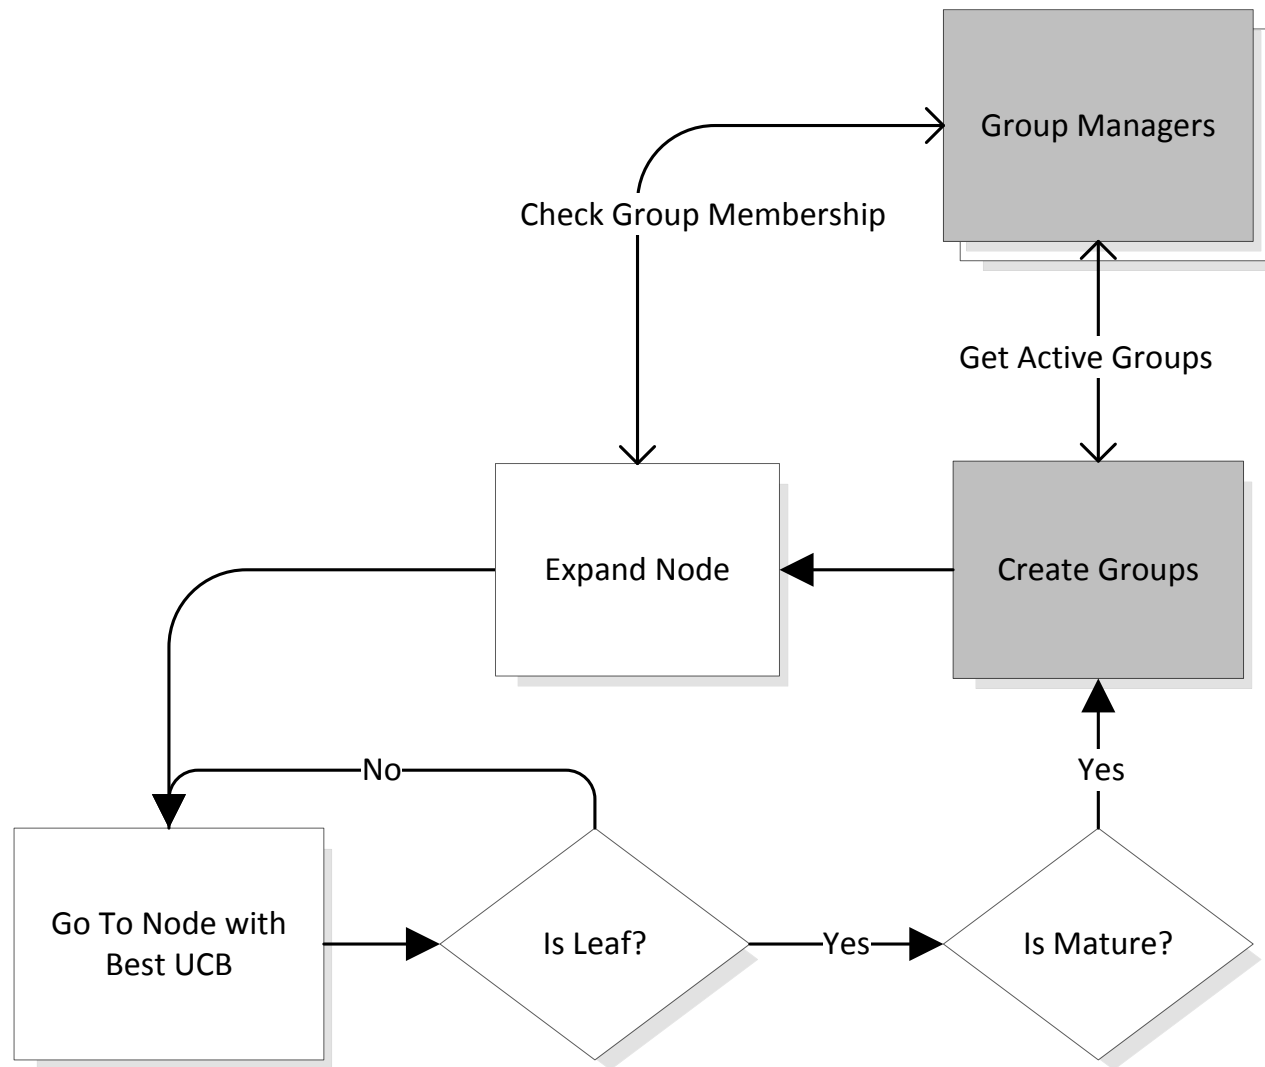 Group Managers
Check Group Membership
Get Active Groups
Expand Node
Create Groups
No
Yes
Go To Node with
Best UCB
Is Leaf?
Yes
Is Mature?